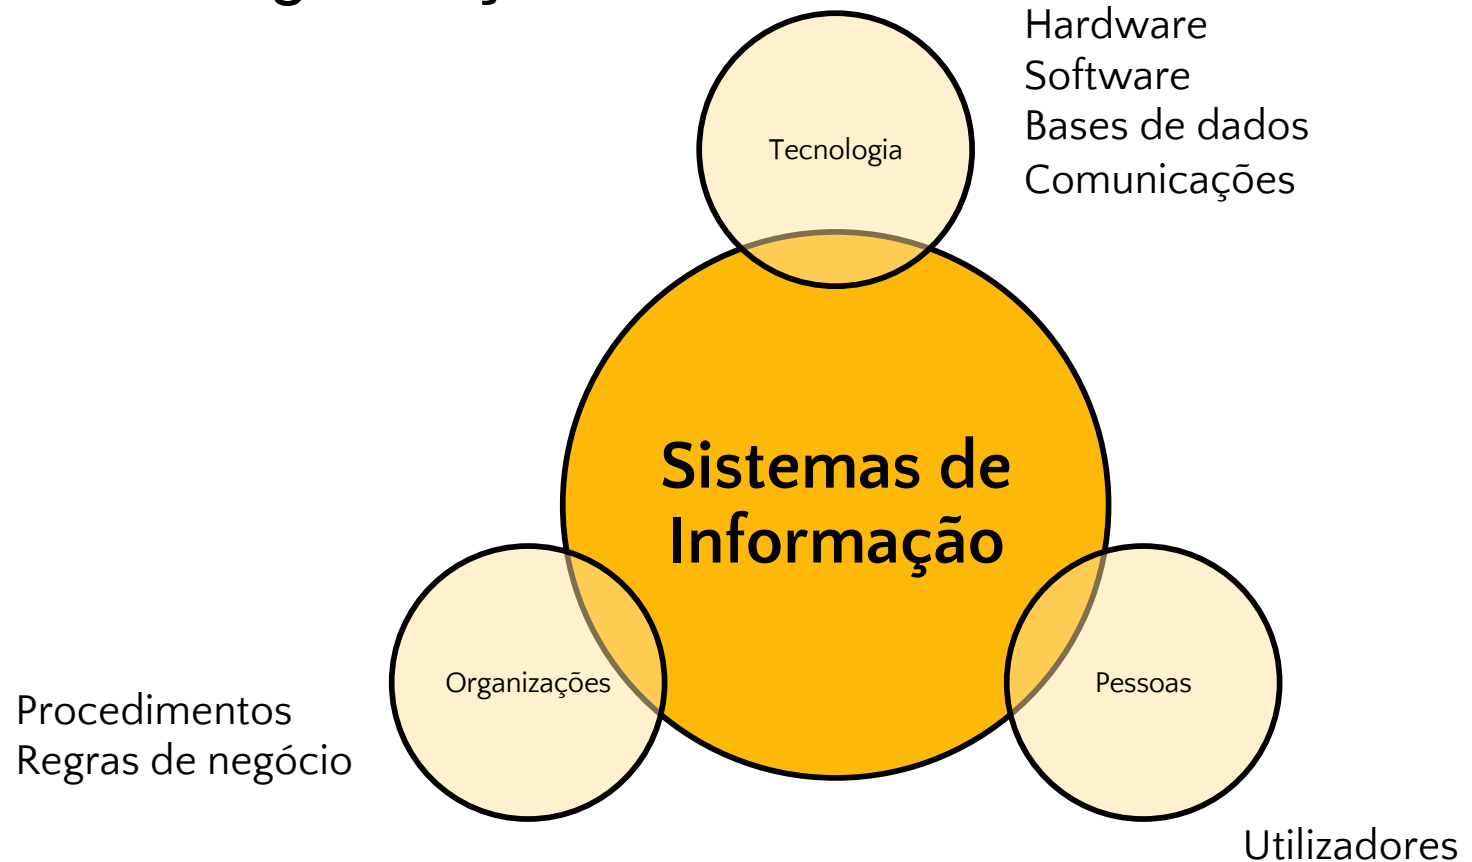 Hardware
Software
Bases de dados
Comunicações
Tecnologia
Sistemas de
Informação
Organizações
Pessoas
Procedimentos
Regras de negócio
Utilizadores